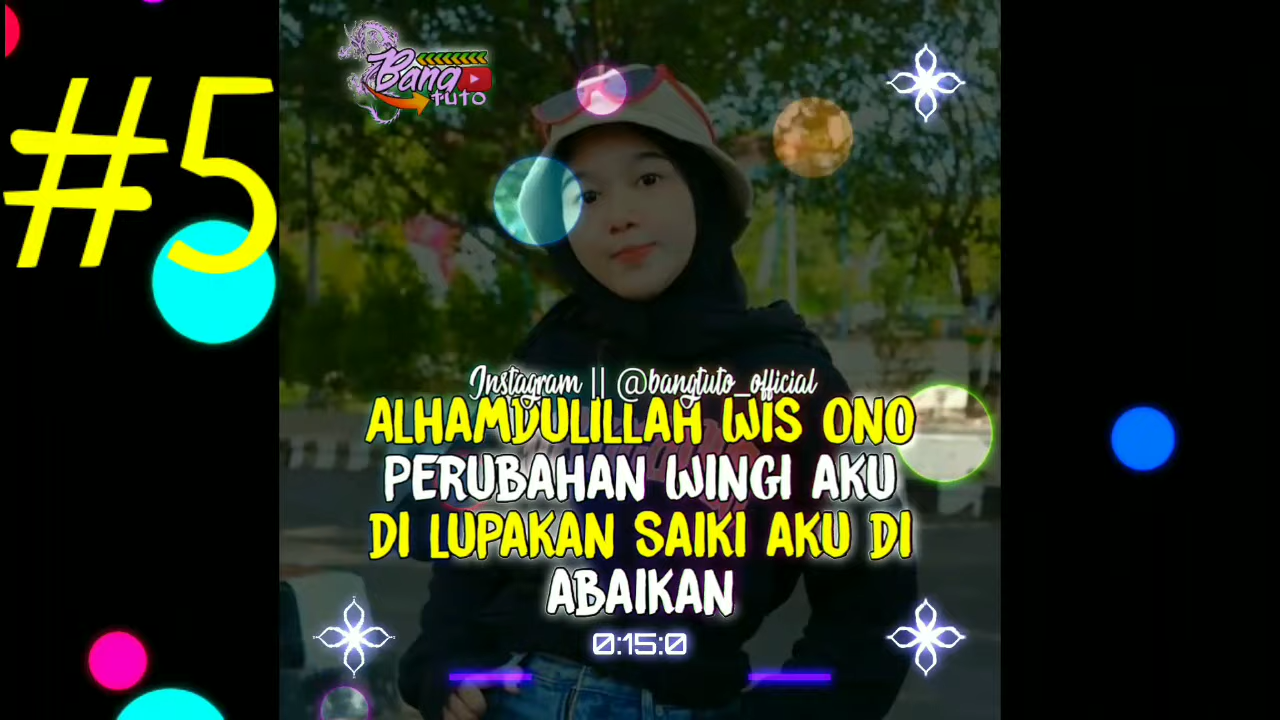 #5
Bang
tuto
Instagram || @bangtuto_official
ALHAMDULILLAH WIS ONO
PERUBAHAN WINGI AKU
DI LUPAKAN SAIKI AKU DI
ABAIKAN
0:15:0